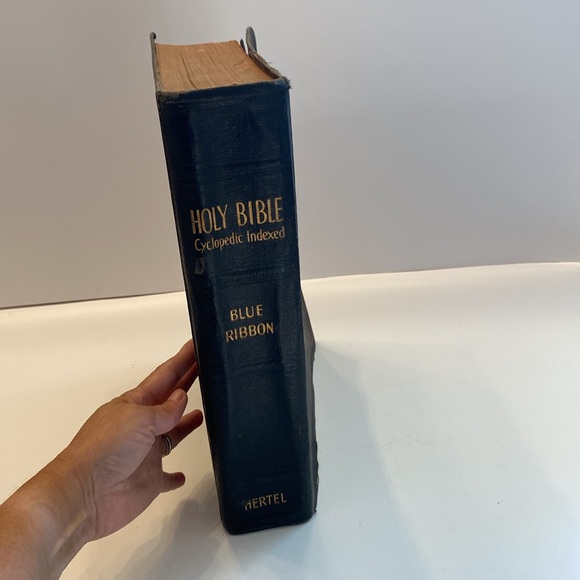 HOLY BIBLE
Cyclopedic Indexed
BLUE
RIBBON
HERTEL